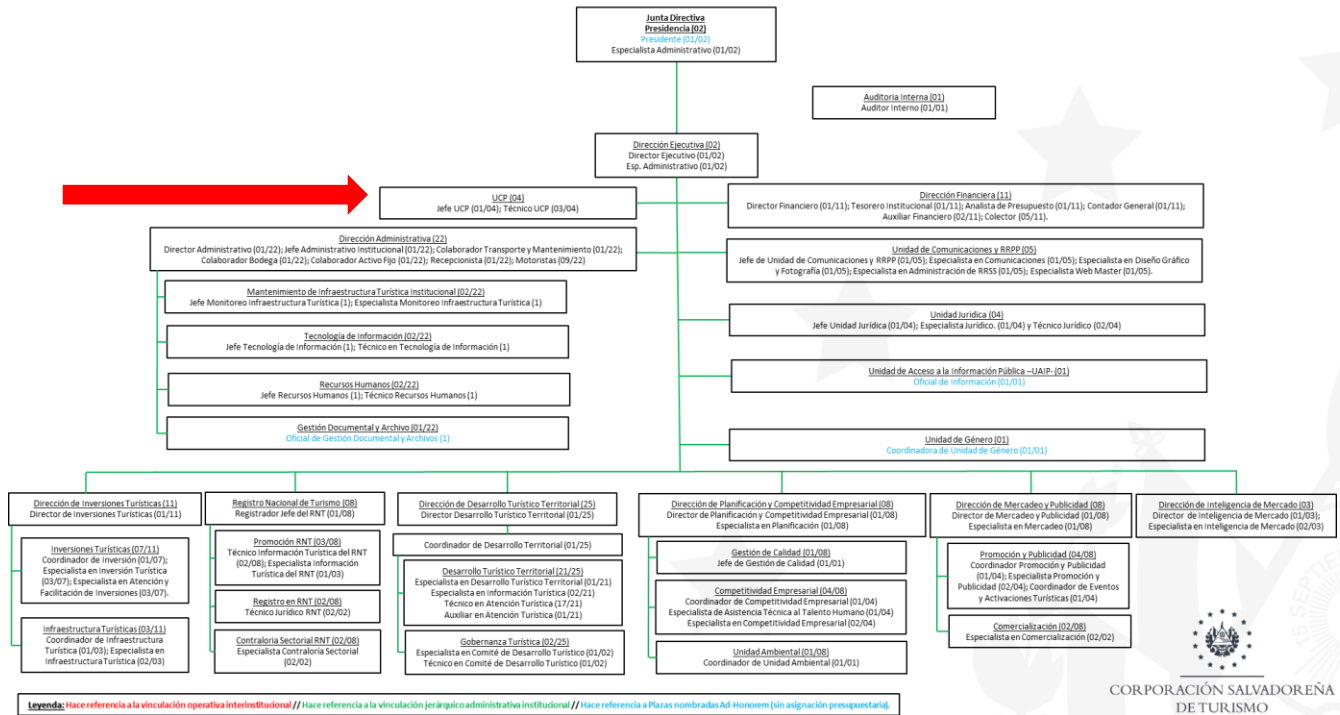 Junta Directiva
Presidencia (02)
Presidente (01/02)
Especialista Administrativo (01/02)
Auditoria Interna (01)
Auditor Interno (01/01)
Dirección Ejecutiva (02)
Director Ejecutivo (01/02)
Esp. Administrativo (01/02)
UCP (04)
Jefe UCP (01/04); Técnico UCP (03/04)
Dirección Financiera (11)
Director Financiero (01/11); Tesorero Institucional (01/11); Analista de Presupuesto (01/11); Contador General (01/11);
Auxiliar Financiero (02/11); Colector (05/11).
Dirección Administrativa (22)
Director Administrativo (01/22); Jefe Administrativo Institucional (01/22); Colaborador Transporte y Mantenimiento (01/22);
Colaborador Bodega (01/22); Colaborador Activo Fijo (01/22); Recepcionista (01/22); Motoristas (09/22)
Unidad de Comunicaciones y RRPP (05)
Jefe de Unidad de Comunicaciones y RRPP (01/05); Especialista en Comunicaciones (01/05); Especialista en Diseño Gráfico
y Fotografía (01/05); Especialista en Administración de RRSS (01/05); Especialista Web Master (01/05).
Mantenimiento de Infraestructura Turística Institucional (02/22)
Jefe Monitoreo Infraestructura Turística (1); Especialista Monitoreo Infraestructura Turística (1)
Unidad Juridica (04)
Jefe Unidad Jurídica (01/04); Especialista Jurídico. (01/04) y Técnico Jurídico (02/04)
Tecnología de Información (02/22)
Jefe Tecnología de Información (1); Técnico en Tecnología de Información (1)
Unidad de Acceso a la Información Pública –UAIP- (01)
Oficial de Información (01/01)
Recursos Humanos (02/22)
Jefe Recursos Humanos (1); Técnico Recursos Humanos (1)
Gestión Documental y Archivo (01/22)
Oficial de Gestión Documental y Archivos (1)
Unidad de Género (01)
Coordinadora de Unidad de Género (01/01)
Dirección de Inversiones Turísticas (11)
Director de Inversiones Turísticas (01/11)
Inversiones Turísticas (07/11)
Coordinador de Inversión (01/07);
Especialista en Inversión Turística
(03/07); Especialista en Atención y
Facilitación de Inversiones (03/07).
Infraestructura Turísticas (03/11)
Coordinador de Infraestructura
Turística (01/03); Especialista en
Infraestructura Turística (02/03)
Registro Nacional de Turismo (08)
Registrador Jefe del RNT (01/08)
Promoción RNT (03/08)
Técnico Información Turística del RNT
(02/08); Especialista Información
Turística del RNT (01/03)
Registro en RNT (02/08)
Técnico Jurídico RNT (02/02)
Contraloría Sectorial RNT (02/08)
Especialista Contraloría Sectorial
(02/02)
Dirección de Desarrollo Turístico Territorial (25)
Director Desarrollo Turístico Territorial (01/25)
Coordinador de Desarrollo Territorial (01/25)
Desarrollo Turístico Territorial (21/25)
Especialista en Desarrollo Turístico Territorial (01/21)
Especialista en Información Turística (02/21)
Técnico en Atención Turística (17/21)
Auxiliar en Atención Turística (01/21)
Gobernanza Turística (02/25)
Especialista en Comité de Desarrollo Turístico (01/02)
Técnico en Comité de Desarrollo Turístico (01/02)
Dirección de Planificación y Competitividad Empresarial (08)
Director de Planificación y Competitividad Empresarial (01/08)
Especialista en Planificación (01/08)
Gestión de Calidad (01/08)
Jefe de Gestión de Calidad (01/01)
Competitividad Empresarial (04/08)
Coordinador de Competitividad Empresarial (01/04)
Especialista de Asistencia Técnica al Talento Humano (01/04)
Especialista en Competitividad Empresarial (02/04)
Unidad Ambiental (01/08)
Coordinador de Unidad Ambiental (01/01)
Dirección de Mercadeo y Publicidad (08)
Director de Mercadeo y Publicidad (01/08)
Especialista en Mercadeo (01/08)
Promoción y Publicidad (04/08)
Coordinador Promoción y Publicidad
(01/04); Especialista Promoción y
Publicidad (02/04); Coordinador de Eventos
y Activaciones Turísticas (01/04)
Comercialización (02/08)
Especialista en Comercialización (02/02)
Dirección de Inteligencia de Mercado (03)
Director de Inteligencia de Mercado (01/03);
Especialista en Inteligencia de Mercado (02/03)
15 SEPTIE
CORPORACIÓN SALVADOREÑA
DE TURISMO
Leyenda: Hace referencia a la vinculación operativa interinstitucional // Hace referencia a la vinculación jerárquico administrativa institucional // Hace referencia a Plazas nombradas Ad-Honorem (sin asignación presupuestaria).